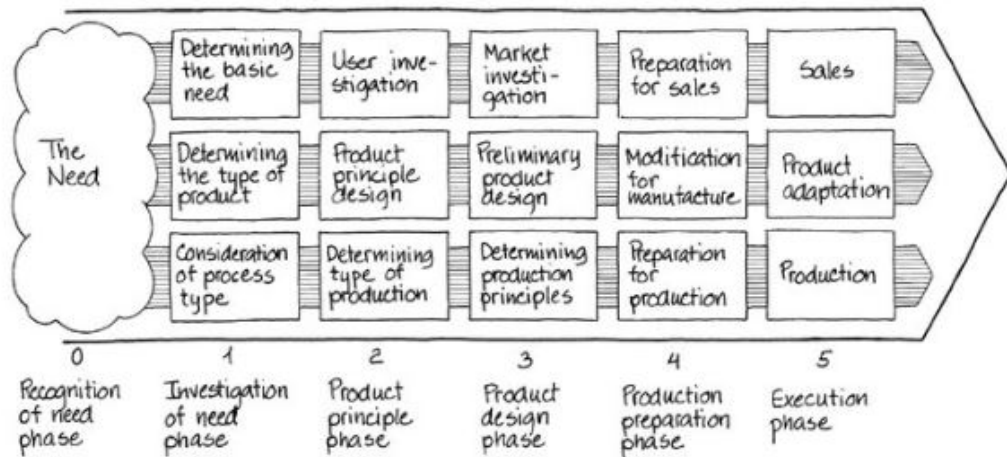 The
Need
Determining
the basic
need
User inve-
stigation
Market
investi-
gation
Preparation
for sales
Sales
Determining
the type of
product
Product
principle
design
Preliminary
product
design
Modification
for
manufacture
Product
adaptation
Consideration
of process
type
Determining
type of
production
Determining
production
principles
Preparation
for
production
Production
0
Recognition
of need
phase
1
Investigation
of need
phase
2
Product
principle
phase
3
Product
design
phase
4
Production
preparation
phase
5
Execution
phase